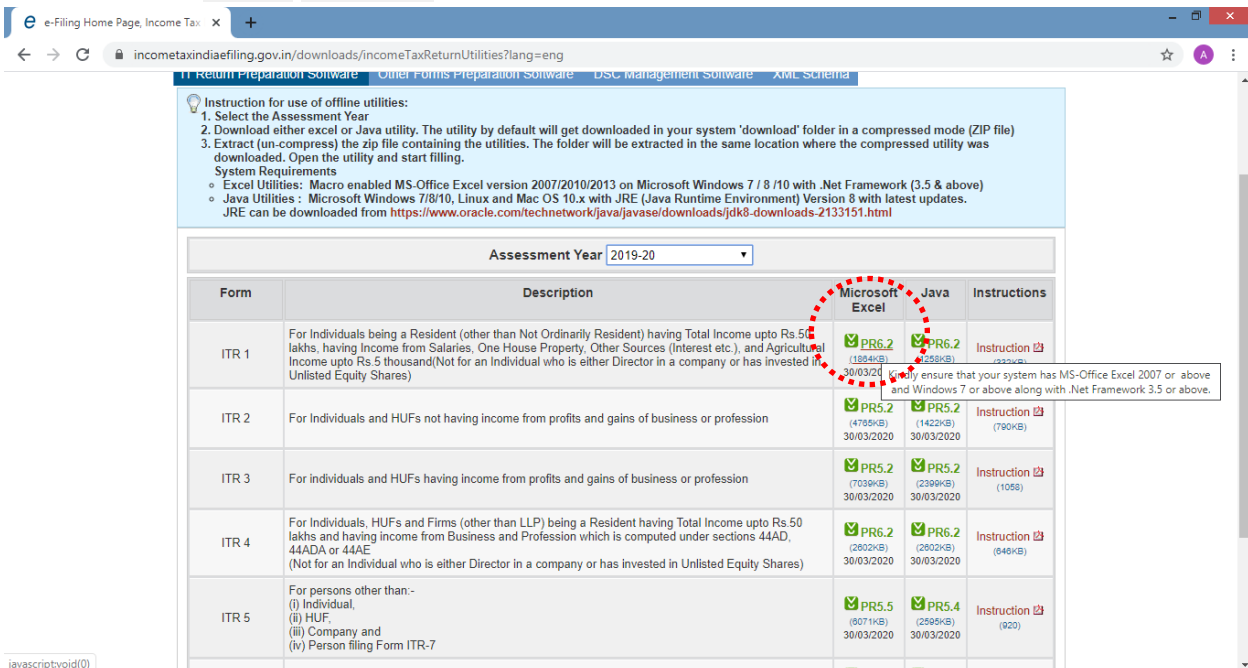 e-Filing Home Page, Income Tax
incometaxindiaefiling.gov.in/downloads/incomeTaxReturnUtilities?lang=eng
A
IT Return Preparation Software Other Forms Preparation Software DSC Management Software XML Schema
Instruction for use of offline utilities:
1. Select the Assessment Year
2. Download either excel or Java utility. The utility by default will get downloaded in your system 'download' folder in a compressed mode (ZIP file)
3. Extract (un-compress) the zip file containing the utilities. The folder will be extracted in the same location where the compressed utility was
downloaded. Open the utility and start filling.
System Requirements
Excel Utilities: Macro enabled MS-Office Excel version 2007/2010/2013 on Microsoft Windows 7 / 8 /10 with .Net Framework (3.5 & above)
Java Utilities : Microsoft Windows 7/8/10, Linux and Mac OS 10.x with JRE (Java Runtime Environment) Version 8 with latest updates.
JRE can be downloaded from https://www.oracle.com/technetwork/java/javase/downloads/jdk8-downloads-2133151.html
Assessment Year 2019-20
Form Description Microsoft Excel Java Instructions
ITR 1
For Individuals being a Resident (other than Not Ordinarily Resident) having Total Income upto Rs.50
lakhs, having Income from Salaries, One House Property, Other Sources (Interest etc.), and Agricultural
Income upto Rs.5 thousand(Not for an Individual who is either Director in a company or has invested in
Unlisted Equity Shares)
PR6.2 PR6.2 Instruction
(1864KB) (332KB)
Kindly ensure that your system has MS-Office Excel 2007 or above
and Windows 7 or above along with .Net Framework 3.5 or above.
ITR 2
For Individuals and HUFs not having income from profits and gains of business or profession
PR5.2 PR5.2 Instruction
(4765KB) (1422KB) (790KB)
30/03/2020 30/03/2020
ITR 3
For individuals and HUFs having income from profits and gains of business or profession
PR5.2 PR5.2 Instruction
(7039KB) (2399KB) (1058)
30/03/2020 30/03/2020
ITR 4
For Individuals, HUFs and Firms (other than LLP) being a Resident having Total Income upto Rs.50
lakhs and having income from Business and Profession which is computed under sections 44AD,
44ADA or 44AE
(Not for an Individual who is either Director in a company or has invested in Unlisted Equity Shares)
PR6.2 PR6.2 Instruction
(2602KB) (2602KB) (646KB)
30/03/2020 30/03/2020
ITR 5
For persons other than:-
(i) Individual,
(ii) HUF,
(iii) Company and
(iv) Person filing Form ITR-7
PR5.5 PR5.4 Instruction
(6071KB) (2595KB) (920)
30/03/2020 30/03/2020
javascript:void(0)